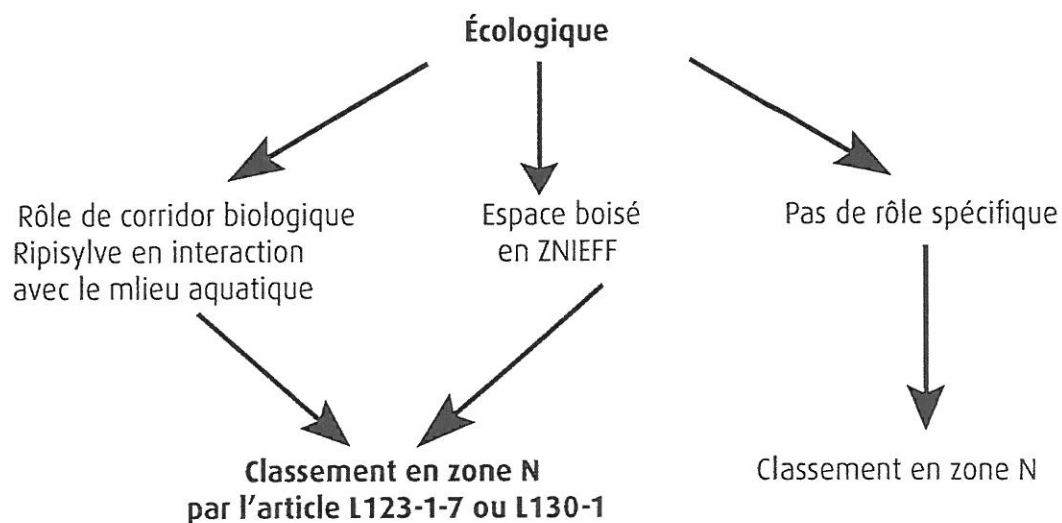 Écologique
Rôle de corridor biologique
Ripisylve en interaction
avec le mlieu aquatique
Espace boisé
en ZNIEFF
Pas de rôle spécifique
Classement en zone N
par l'article L123-1-7 ou L130-1
Classement en zone N